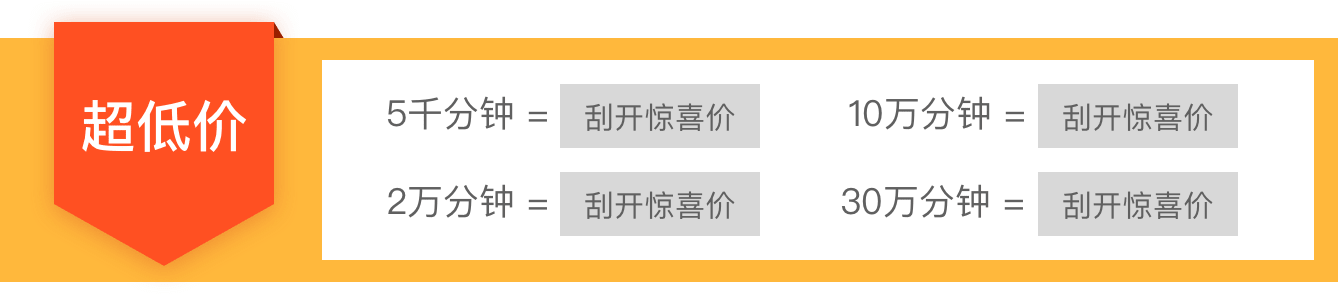 超低价
5千分钟 = 刮开惊喜价
10万分钟 = 刮开惊喜价
2万分钟 = 刮开惊喜价
30万分钟 = 刮开惊喜价